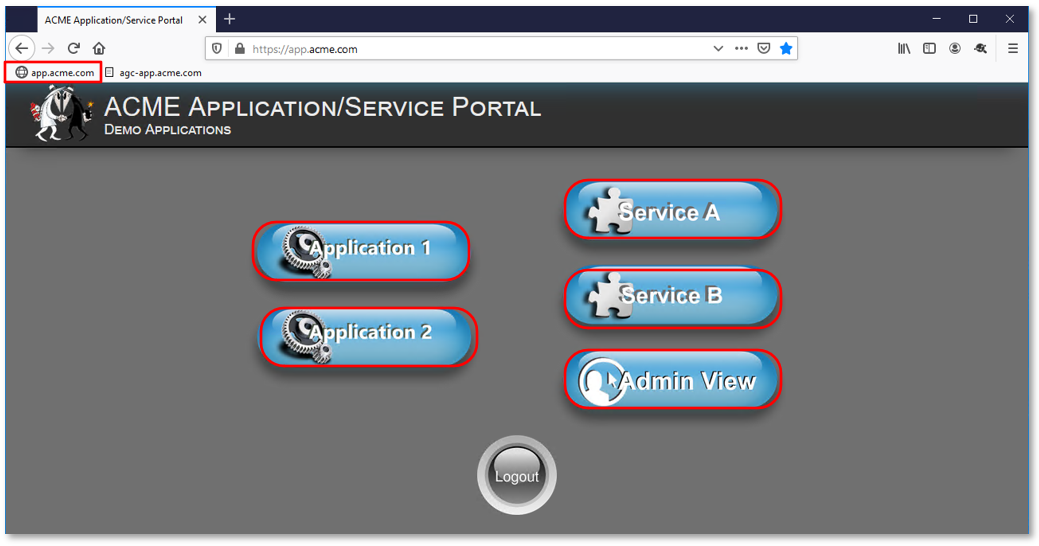 ACME Application/Service Portal
https://app.acme.com
app.acme.com agc-app.acme.com
ACME Application/Service Portal
Demo Applications
Service A
Application 1
Service B
Application 2
Admin View
Logout